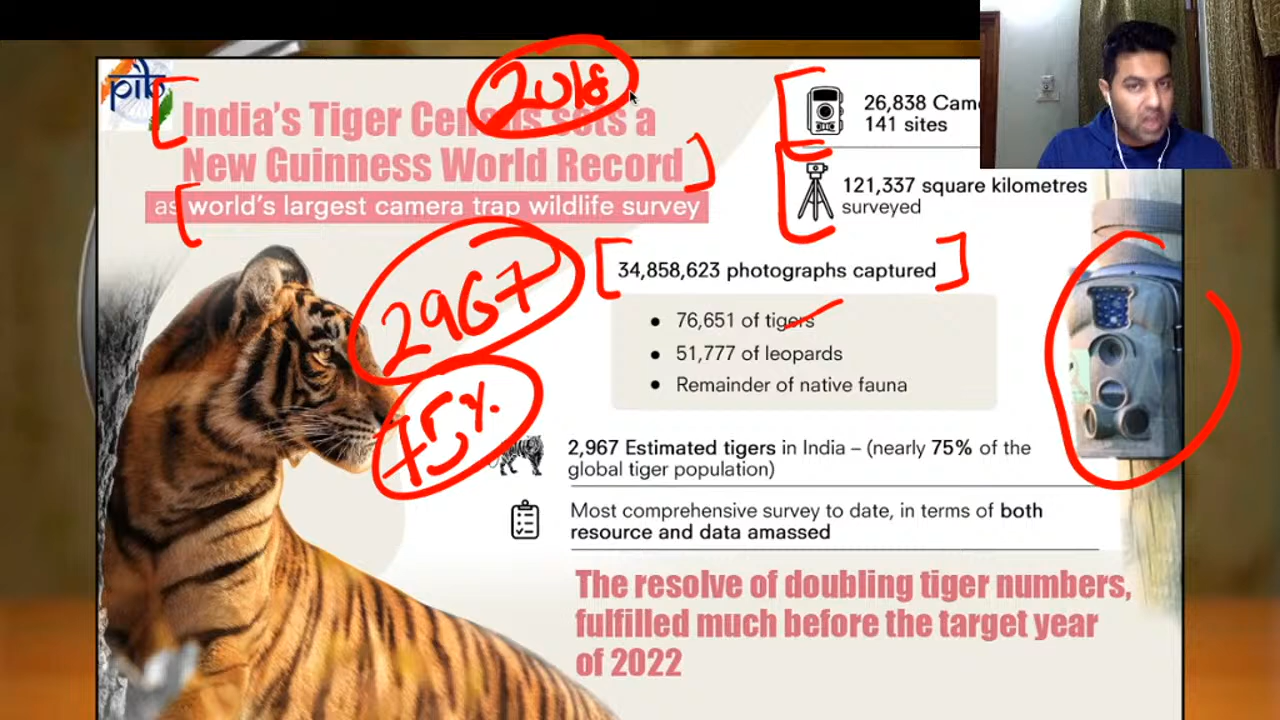 pib
2018
India's Tiger Census sets a
New Guinness World Record
as world's largest camera trap wildlife survey
26,838
141 sites
121,337 square kilometres
surveyed
2967
34,858,623 photographs captured
• 76,651 of tigers
• 51,777 of leopards
• Remainder of native fauna
75%
2,967 Estimated tigers in India – (nearly 75% of the
global tiger population)
Most comprehensive survey to date, in terms of both
resource and data amassed
The resolve of doubling tiger numbers,
fulfilled much before the target year
of 2022